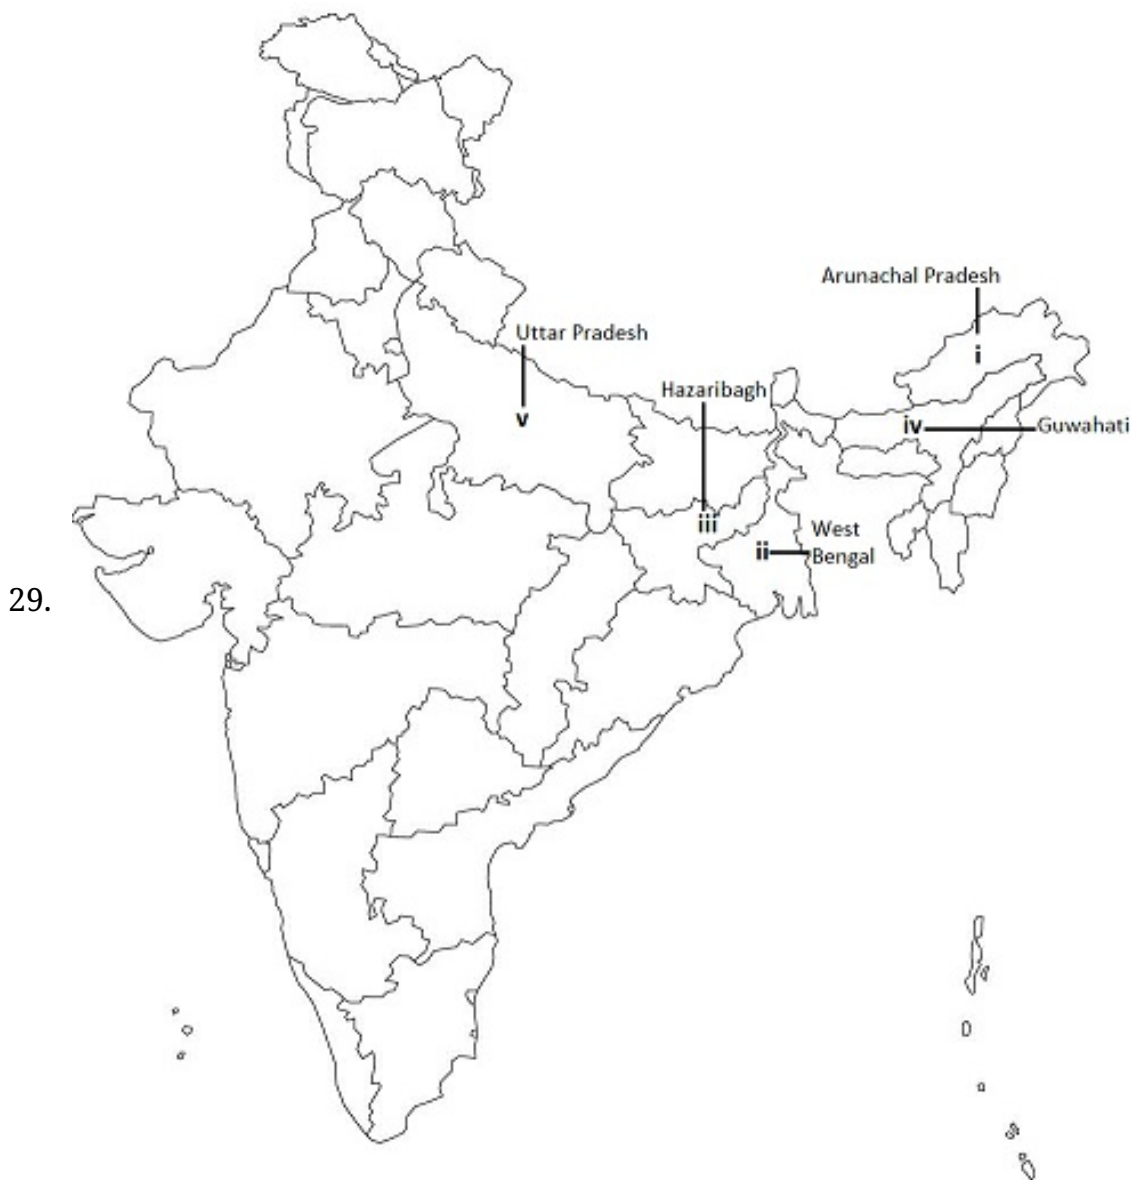 Arunachal Pradesh
i
Uttar Pradesh
Hazaribagh
v
iv
Guwahati
iii
West
ii
Bengal
29.